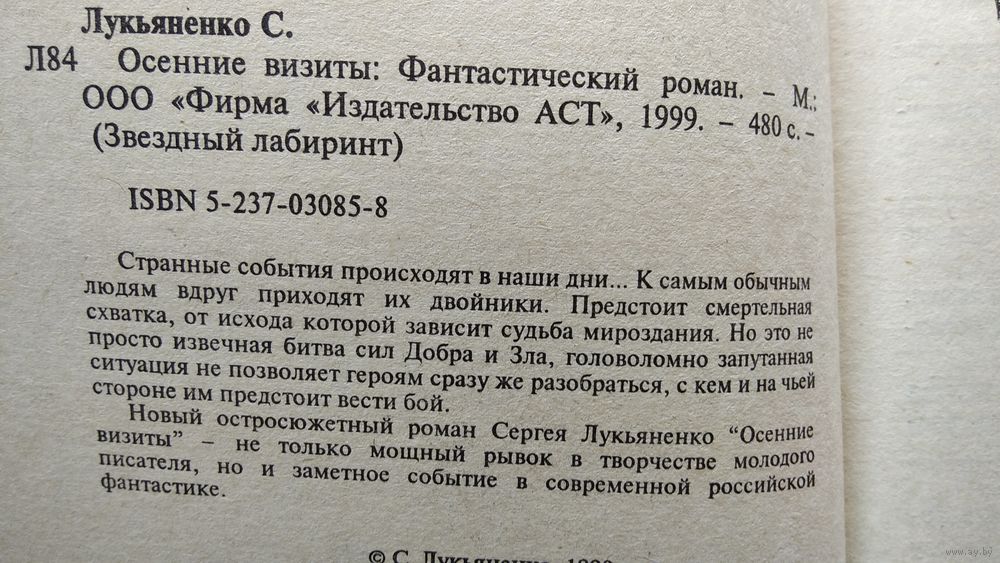 Лукьяненко С.
Л84 Осенние визиты: Фантастический роман. – М.:
ООО «Фирма «Издательство АСТ», 1999. – 480 с. –
(Звездный лабиринт)
ISBN 5-237-03085-8
Странные события происходят в наши дни... К самым обычным
людям вдруг приходят их двойники. Предстоит смертельная
схватка, от исхода которой зависит судьба мироздания. Но это не
просто извечная битва сил Добра и Зла, головоломно запутанная
ситуация не позволяет героям сразу же разобраться, с кем и на чьей
стороне им предстоит вести бой.
Новый остросюжетный роман Сергея Лукьяненко “Осенние
визиты” – не только мощный рывок в творчестве молодого
писателя, но и заметное событие в современной российской
фантастике.
© С. Лукьяненко,
www.ay.by